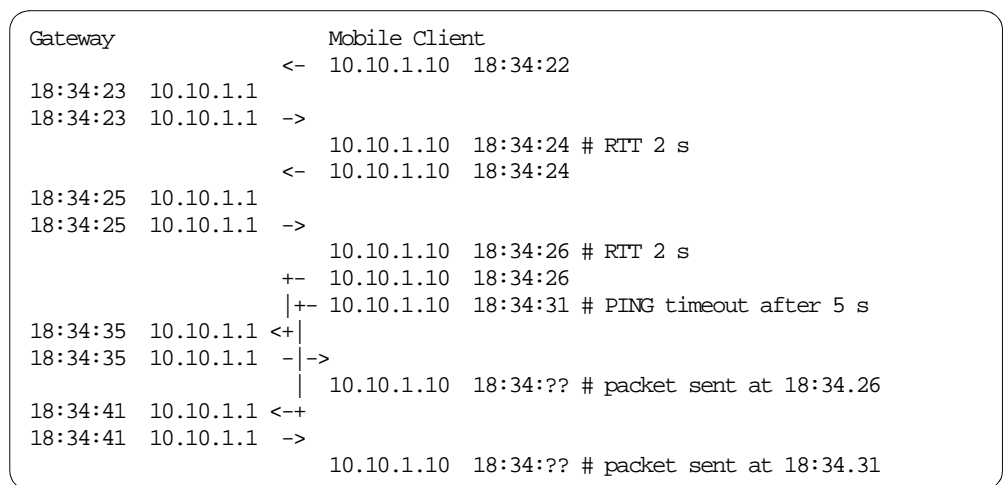 Gateway                      Mobile Client
                        <-  10.10.1.10  18:34:22
18:34:23  10.10.1.1
18:34:23  10.10.1.1  ->
                            10.10.1.10  18:34:24 # RTT 2 s
                        <-  10.10.1.10  18:34:24
18:34:25  10.10.1.1
18:34:25  10.10.1.1  ->
                            10.10.1.10  18:34:26 # RTT 2 s
                        +-  10.10.1.10  18:34:26
                        |+- 10.10.1.10  18:34:31 # PING timeout after 5 s
18:34:35  10.10.1.1 <+|
18:34:35  10.10.1.1  -|->
                       |    10.10.1.10  18:34:?? # packet sent at 18:34.26
18:34:41  10.10.1.1 <-+
18:34:41  10.10.1.1  ->
                            10.10.1.10  18:34:?? # packet sent at 18:34.31